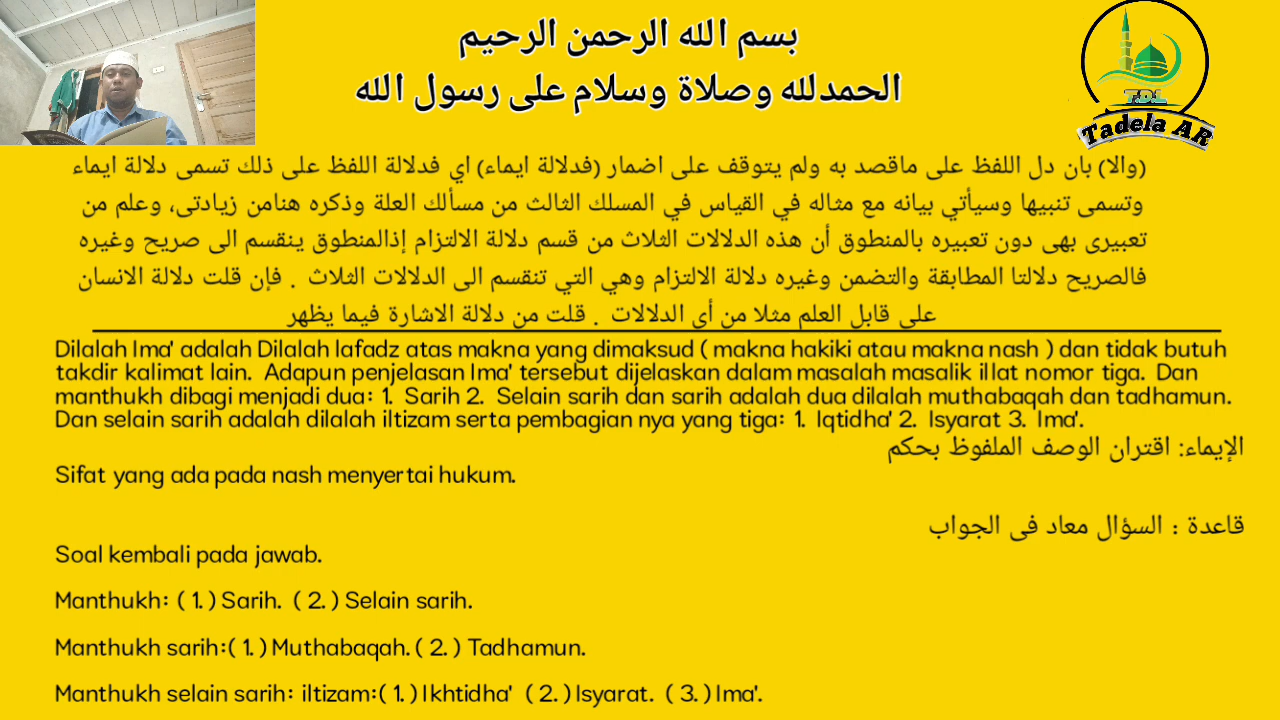 بسم الله الرحمن الرحيم
الحمدلله وصلاة وسلام على رسول الله
T.D.L
Tadela AR
(والا) بان دل اللفظ على ماقصد به ولم يتوقف على اضمار (فدلالة ايماء) اي فدلالة اللفظ على ذلك تسمى دلالة ايماء
وتسمى تنبيها وسيأتي بيانه مع مثاله في القياس في المسلك الثالث من مسألك العلة وذكره هنامن زيادتى، وعلم من
تعبيرى بهى دون تعبيره بالمنطوق أن هذه الدلالات الثلاث من قسم دلالة الالتزام إذالمنطوق ينقسم الى صريح وغيره
فالصريح دلالتا المطابقة والتضمن وغيره دلالة الالتزام وهي التي تنقسم الى الدلالات الثلاث . فإن قلت دلالة الانسان
على قابل العلم مثلا من أي الدلالات . قلت من دلالة الاشارة فيما يظهر
Dilalah Ima' adalah Dilalah lafadz atas makna yang dimaksud ( makna hakiki atau makna nash ) dan tidak butuh
takdir kalimat lain. Adapun penjelasan Ima' tersebut dijelaskan dalam masalah masalik illat nomor tiga. Dan
manthukh dibagi menjadi dua: 1. Sarih 2. Selain sarih dan sarih adalah dua dilalah muthabaqah dan tadhamun.
Dan selain sarih adalah dilalah iltizam serta pembagian nya yang tiga: 1. Iqtidha' 2. Isyarat 3. Ima'.
الإيماء: اقتران الوصف الملفوظ بحكم
Sifat yang ada pada nash menyertai hukum.
قاعدة : السؤال معاد فى الجواب
Soal kembali pada jawab.
Manthukh: ( 1. ) Sarih. ( 2. ) Selain sarih.
Manthukh sarih:( 1. ) Muthabaqah. ( 2. ) Tadhamun.
Manthukh selain sarih: iltizam:( 1. ) Ikhtidha' ( 2. ) Isyarat. ( 3. ) Ima'.